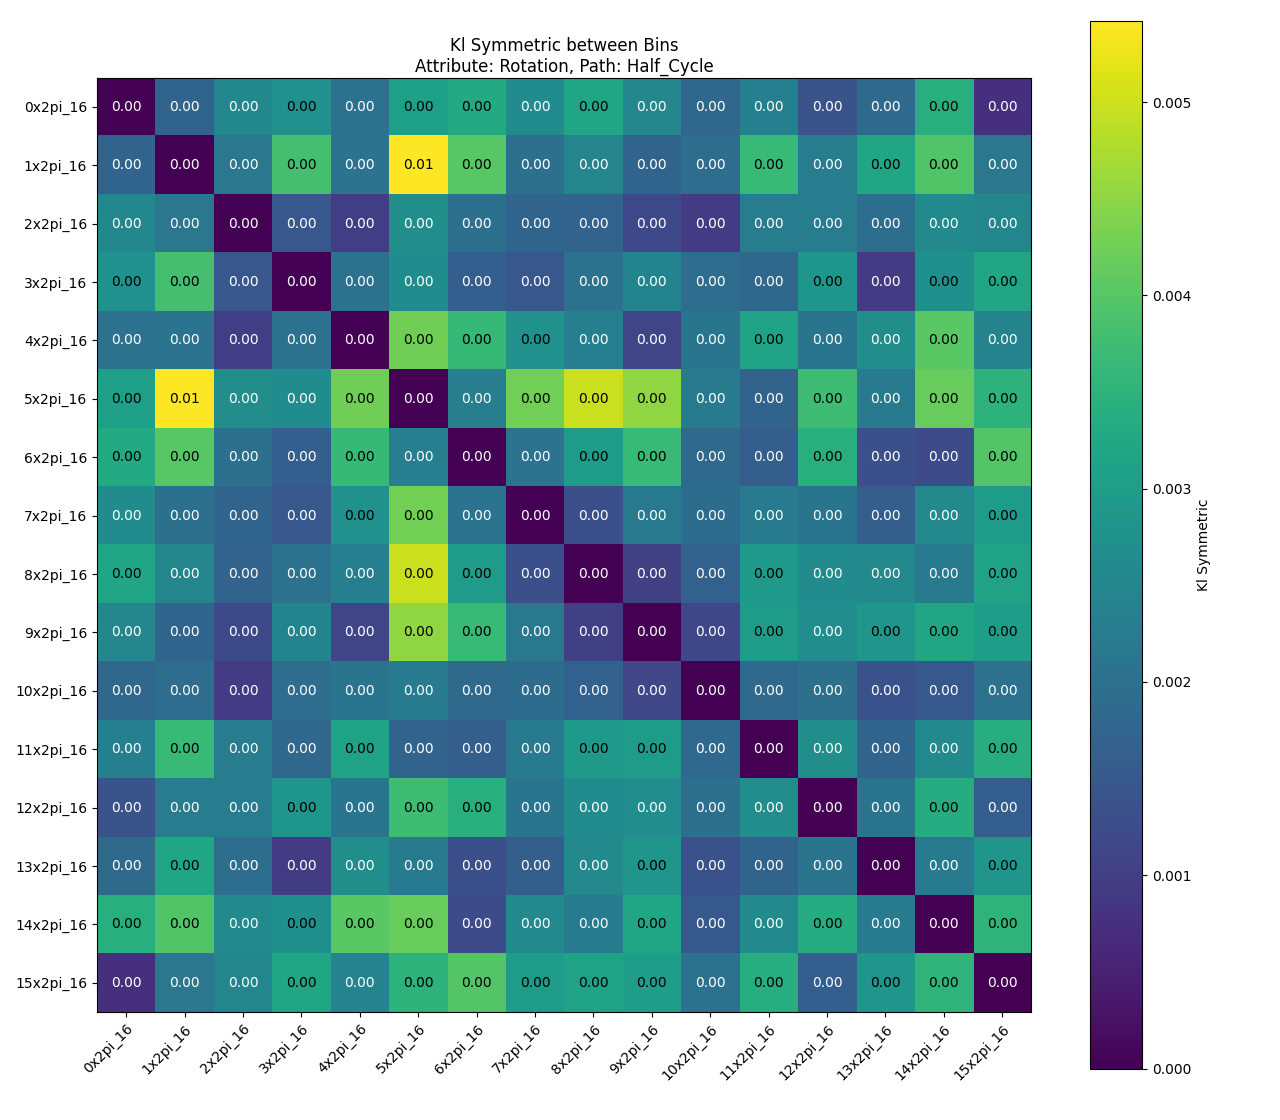 Kl Symmetric between Bins
Attribute: Rotation, Path: Half_Cycle
0x2pi_16 0.00 0.00 0.00 0.00 0.00 0.00 0.00 0.00 0.00 0.00 0.00 0.00 0.00 0.00 0.00 0.00
1x2pi_16 0.00 0.00 0.00 0.00 0.00 0.01 0.00 0.00 0.00 0.00 0.00 0.00 0.00 0.00 0.00 0.00
2x2pi_16 0.00 0.00 0.00 0.00 0.00 0.00 0.00 0.00 0.00 0.00 0.00 0.00 0.00 0.00 0.00 0.00
3x2pi_16 0.00 0.00 0.00 0.00 0.00 0.00 0.00 0.00 0.00 0.00 0.00 0.00 0.00 0.00 0.00 0.00
4x2pi_16 0.00 0.00 0.00 0.00 0.00 0.00 0.00 0.00 0.00 0.00 0.00 0.00 0.00 0.00 0.00 0.00
5x2pi_16 0.00 0.01 0.00 0.00 0.00 0.00 0.00 0.00 0.00 0.00 0.00 0.00 0.00 0.00 0.00 0.00
6x2pi_16 0.00 0.00 0.00 0.00 0.00 0.00 0.00 0.00 0.00 0.00 0.00 0.00 0.00 0.00 0.00 0.00
7x2pi_16 0.00 0.00 0.00 0.00 0.00 0.00 0.00 0.00 0.00 0.00 0.00 0.00 0.00 0.00 0.00 0.00
8x2pi_16 0.00 0.00 0.00 0.00 0.00 0.00 0.00 0.00 0.00 0.00 0.00 0.00 0.00 0.00 0.00 0.00
9x2pi_16 0.00 0.00 0.00 0.00 0.00 0.00 0.00 0.00 0.00 0.00 0.00 0.00 0.00 0.00 0.00 0.00
10x2pi_16 0.00 0.00 0.00 0.00 0.00 0.00 0.00 0.00 0.00 0.00 0.00 0.00 0.00 0.00 0.00 0.00
11x2pi_16 0.00 0.00 0.00 0.00 0.00 0.00 0.00 0.00 0.00 0.00 0.00 0.00 0.00 0.00 0.00 0.00
12x2pi_16 0.00 0.00 0.00 0.00 0.00 0.00 0.00 0.00 0.00 0.00 0.00 0.00 0.00 0.00 0.00 0.00
13x2pi_16 0.00 0.00 0.00 0.00 0.00 0.00 0.00 0.00 0.00 0.00 0.00 0.00 0.00 0.00 0.00 0.00
14x2pi_16 0.00 0.00 0.00 0.00 0.00 0.00 0.00 0.00 0.00 0.00 0.00 0.00 0.00 0.00 0.00 0.00
15x2pi_16 0.00 0.00 0.00 0.00 0.00 0.00 0.00 0.00 0.00 0.00 0.00 0.00 0.00 0.00 0.00 0.00
0x2pi_16 1x2pi_16 2x2pi_16 3x2pi_16 4x2pi_16 5x2pi_16 6x2pi_16 7x2pi_16 8x2pi_16 9x2pi_16 10x2pi_16 11x2pi_16 12x2pi_16 13x2pi_16 14x2pi_16 15x2pi_16
0.005
0.004
0.003
0.002
0.001
0.000
Kl Symmetric